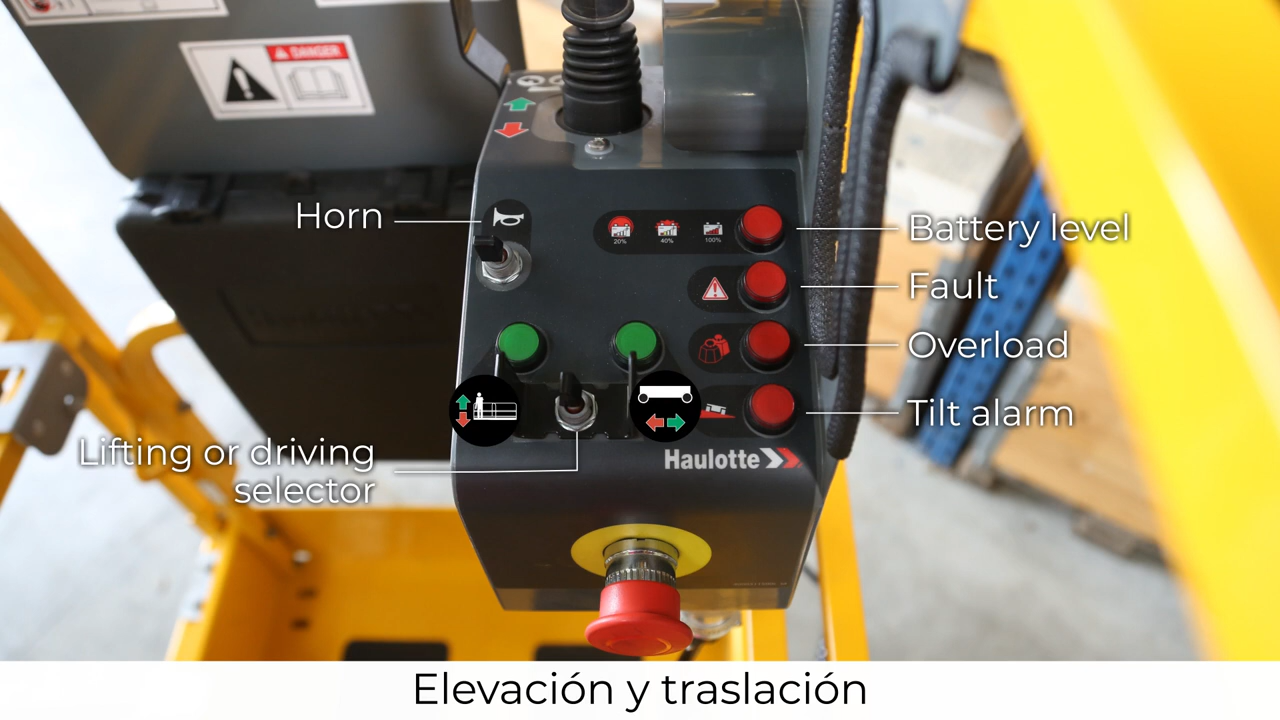 DANGER
Horn
20%
40%
100%
Battery level
Fault
Overload
Tilt alarm
Lifting or driving
selector
Haulotte
Elevación y traslación